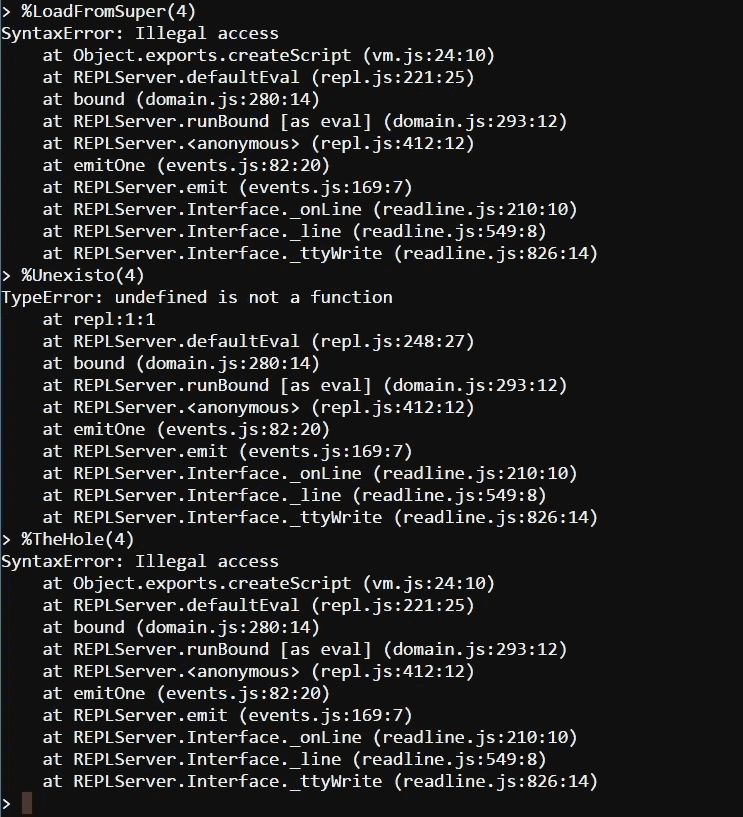 > %LoadFromSuper(4)
SyntaxError: Illegal access
    at Object.exports.createScript (vm.js:24:10)
    at REPLServer.defaultEval (repl.js:221:25)
    at bound (domain.js:280:14)
    at REPLServer.runBound [as eval] (domain.js:293:12)
    at REPLServer.<anonymous> (repl.js:412:12)
    at emitOne (events.js:82:20)
    at REPLServer.emit (events.js:169:7)
    at REPLServer.Interface._onLine (readline.js:210:10)
    at REPLServer.Interface._line (readline.js:549:8)
    at REPLServer.Interface._ttyWrite (readline.js:826:14)
> %Unexisto(4)
TypeError: undefined is not a function
    at repl:1:1
    at REPLServer.defaultEval (repl.js:248:27)
    at bound (domain.js:280:14)
    at REPLServer.runBound [as eval] (domain.js:293:12)
    at REPLServer.<anonymous> (repl.js:412:12)
    at emitOne (events.js:82:20)
    at REPLServer.emit (events.js:169:7)
    at REPLServer.Interface._onLine (readline.js:210:10)
    at REPLServer.Interface._line (readline.js:549:8)
    at REPLServer.Interface._ttyWrite (readline.js:826:14)
> %TheHole(4)
SyntaxError: Illegal access
    at Object.exports.createScript (vm.js:24:10)
    at REPLServer.defaultEval (repl.js:221:25)
    at bound (domain.js:280:14)
    at REPLServer.runBound [as eval] (domain.js:293:12)
    at REPLServer.<anonymous> (repl.js:412:12)
    at emitOne (events.js:82:20)
    at REPLServer.emit (events.js:169:7)
    at REPLServer.Interface._onLine (readline.js:210:10)
    at REPLServer.Interface._line (readline.js:549:8)
    at REPLServer.Interface._ttyWrite (readline.js:826:14)
>